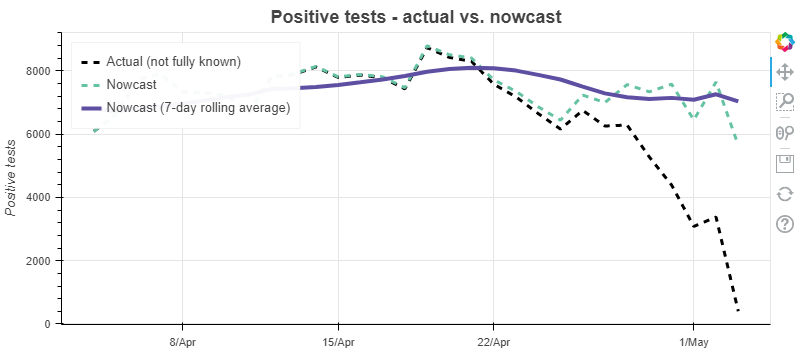 Positive tests - actual vs. nowcast
Actual (not fully known)
Nowcast
Nowcast (7-day rolling average)
Positive tests
8000
6000
4000
2000
0
8/Apr
15/Apr
22/Apr
1/May